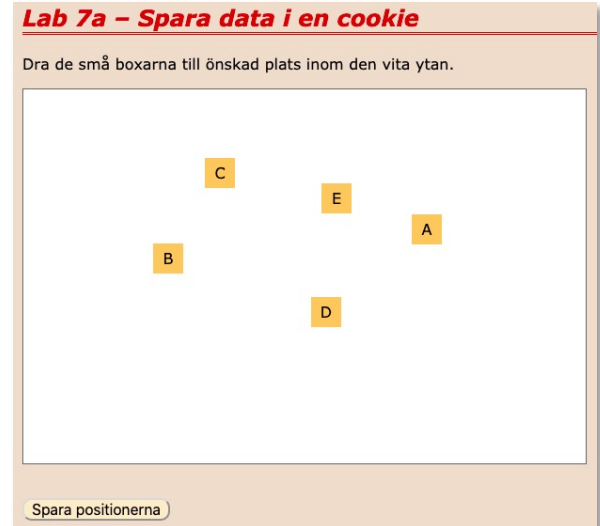 Lab 7a – Spara data i en cookie
Dra de små boxarna till önskad plats inom den vita ytan.
C
E
A
B
D
Spara positionerna